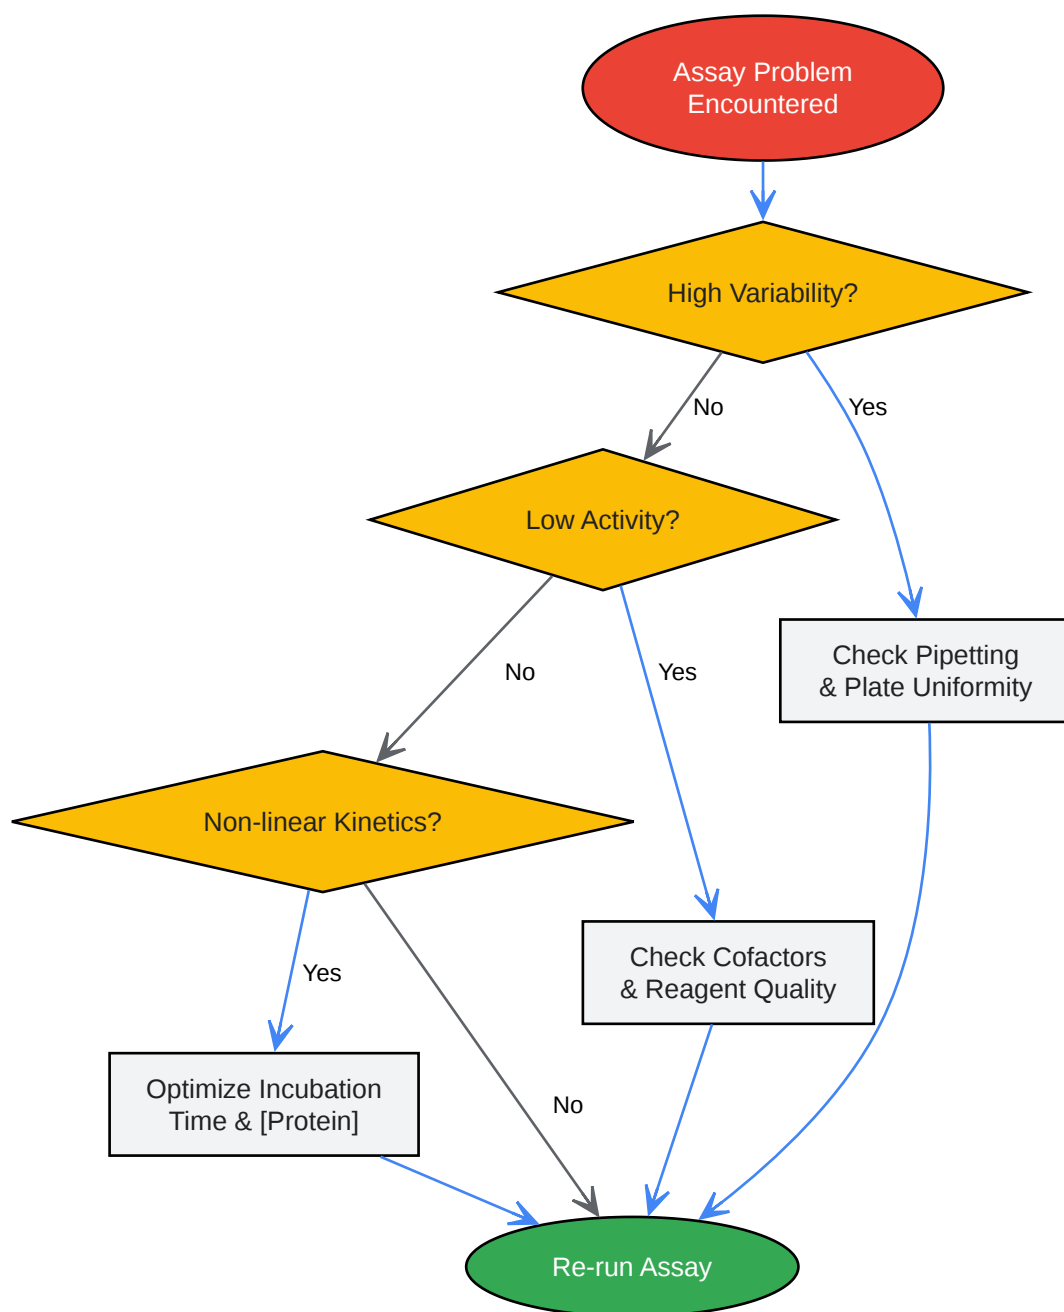 Assay Problem
Encountered
High Variability?
No
Yes
Low Activity?
No
Yes
Check Pipetting
& Plate Uniformity
Non-linear Kinetics?
Yes
Check Cofactors
& Reagent Quality
Optimize Incubation
Time & [Protein]
No
Re-run Assay